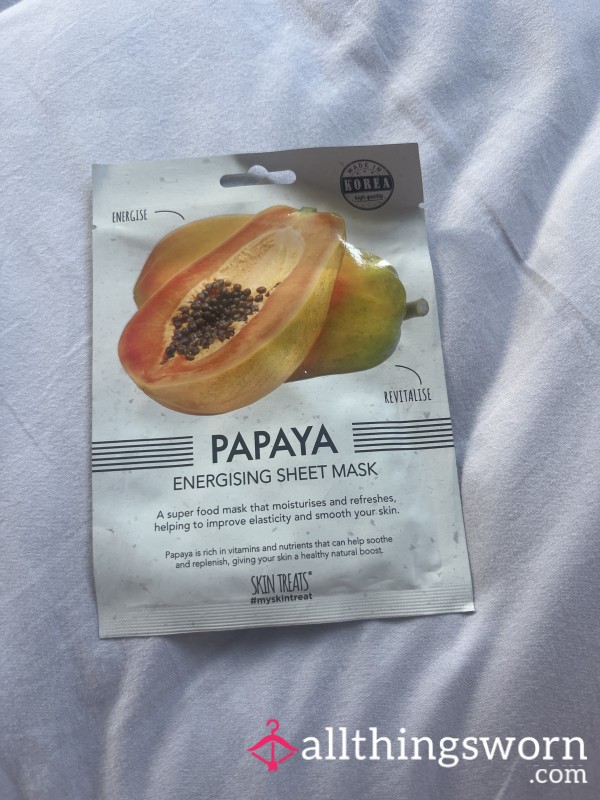 MADE IN
KOREA
high quality
ENERGISE
REVITALISE
PAPAYA
ENERGISING SHEET MASK
A super food mask that moisturises and refreshes,
helping to improve elasticity and smooth your skin.
Papaya is rich in vitamins and nutrients that can help soothe
and replenish, giving your skin a healthy natural boost.
SKIN TREATS®
#myskintreat
allthingsworn
.com